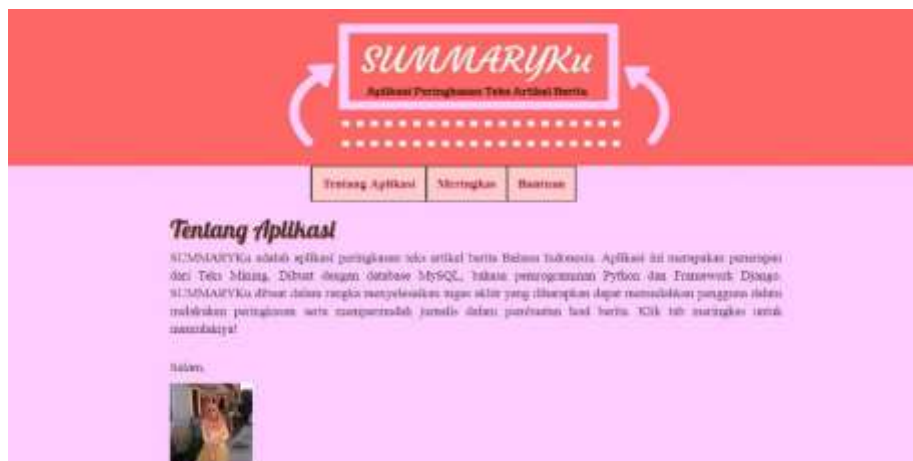 SUMMARYKu
Aplikasi Peringkasan Teks Artikel Berita
Tentang Aplikasi Meringkas Bantuan
Tentang Aplikasi
SUMMARYKu adalah aplikasi peringkasan teks artikel berita Bahasa Indonesia. Aplikasi ini merupakan penerapan
dari Teks Mining. Dibuat dengan database MySQL, bahasa pemrograman Python dan Framework Django.
SUMMARYKu dibuat dalam rangka menyelesaikan tugas akhir yang diharapkan dapat memudahkan pengguna dalam
melakukan peringkasan serta mempermudah jurnalis dalam pembuatan hasil berita. Klik tab meringkas untuk
memulainya!
Salam,